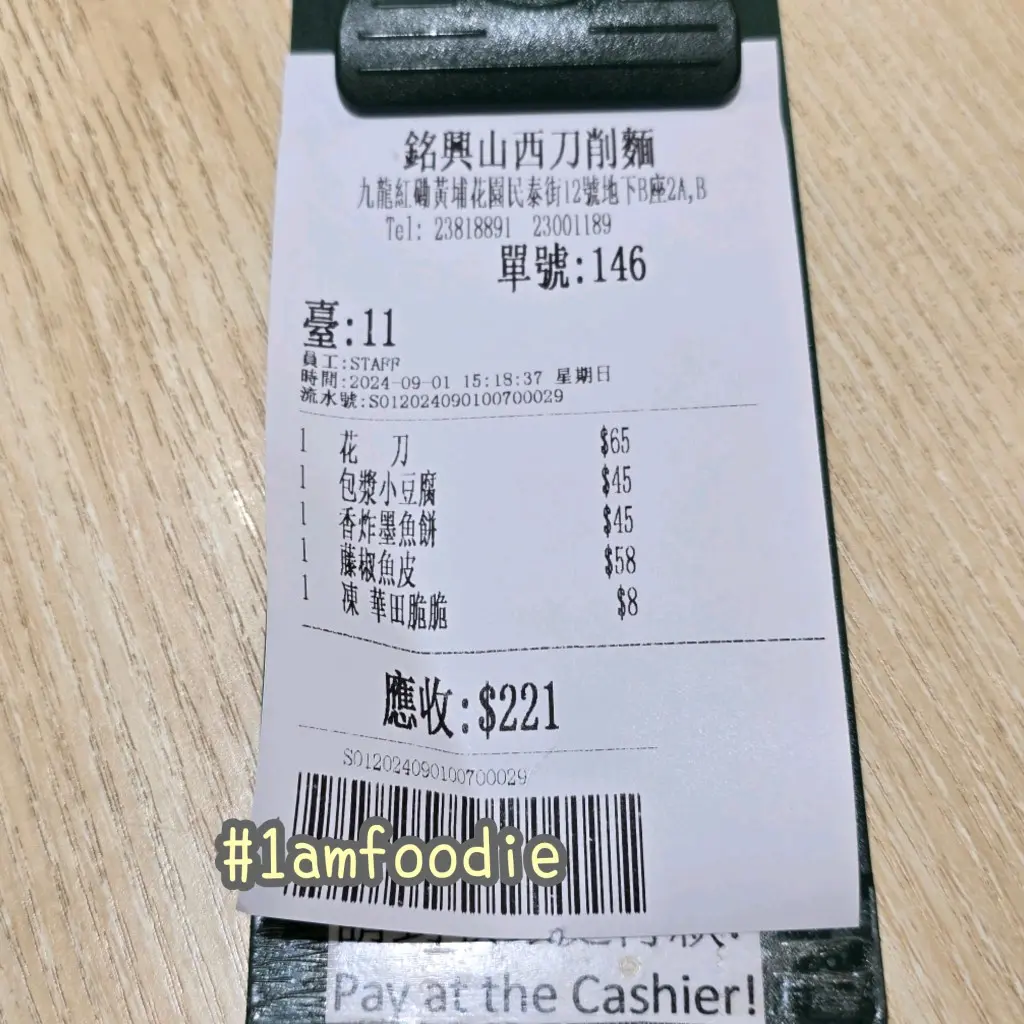 銘興山西刀削麵
九龍紅磡黃埔花園民泰街12號地下B座2A,B
Tel: 23818891 23001189
單號:146
臺:11
員工:STAFF
時間:2024-09-01 15:18:37 星期日
流水號:S012024090100700029
1 花 刀 $65
1 包漿小豆腐 $45
1 香炸墨魚餅 $45
1 藤椒魚皮 $58
1 凍 華田脆脆 $8
應收:$221
S012024090100700029
#1amfoodie
Pay at the Cashier!